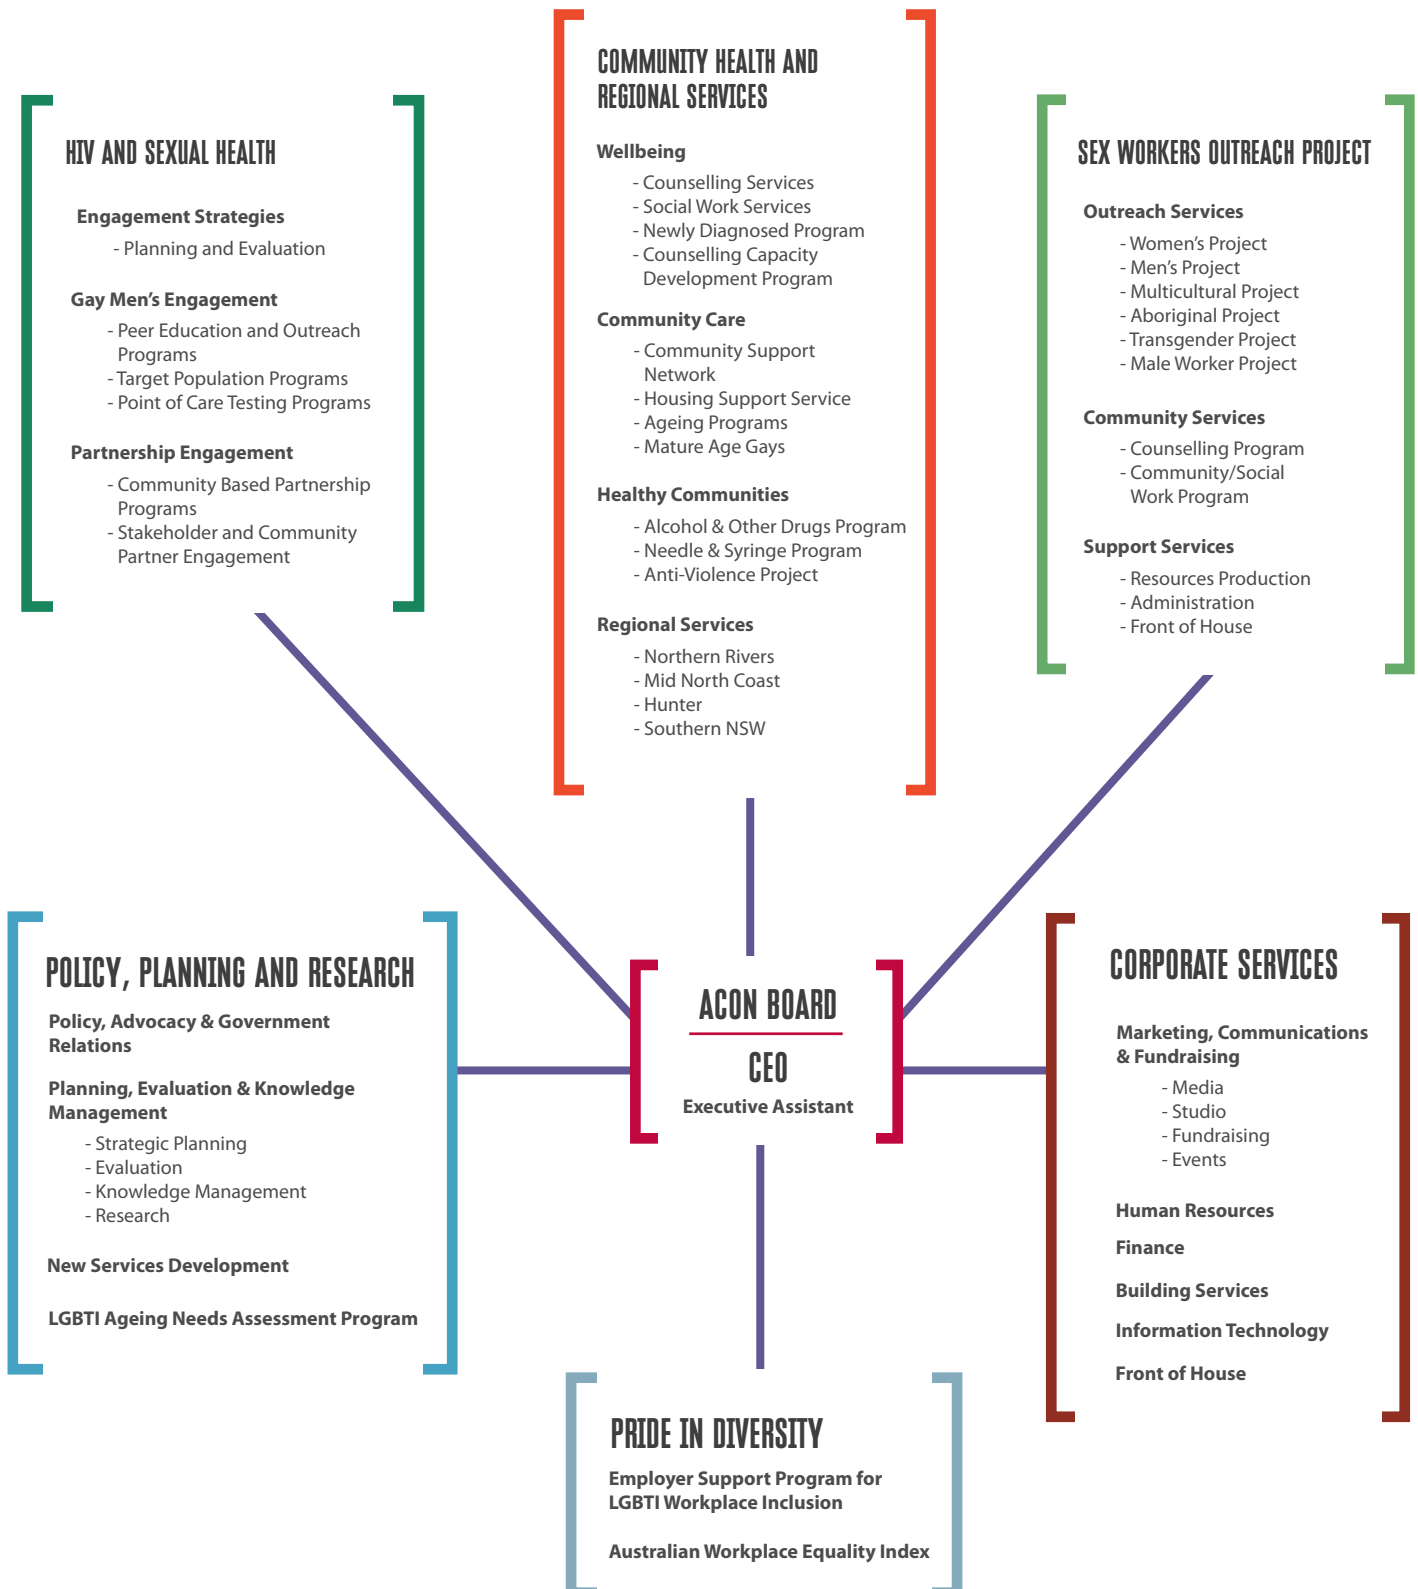 COMMUNITY HEALTH AND
REGIONAL SERVICES
Wellbeing
- Counselling Services
- Social Work Services
- Newly Diagnosed Program
- Counselling Capacity
Development Program
Community Care
- Community Support
Network
- Housing Support Service
- Ageing Programs
- Mature Age Gays
Healthy Communities
- Alcohol & Other Drugs Program
- Needle & Syringe Program
- Anti-Violence Project
Regional Services
- Northern Rivers
- Mid North Coast
- Hunter
- Southern NSW
HIV AND SEXUAL HEALTH
Engagement Strategies
- Planning and Evaluation
Gay Men’s Engagement
- Peer Education and Outreach
Programs
- Target Population Programs
- Point of Care Testing Programs
Partnership Engagement
- Community Based Partnership
Programs
- Stakeholder and Community
Partner Engagement
SEX WORKERS OUTREACH PROJECT
Outreach Services
- Women’s Project
- Men’s Project
- Multicultural Project
- Aboriginal Project
- Transgender Project
- Male Worker Project
Community Services
- Counselling Program
- Community/Social
Work Program
Support Services
- Resources Production
- Administration
- Front of House
POLICY, PLANNING AND RESEARCH
Policy, Advocacy & Government
Relations
Planning, Evaluation & Knowledge
Management
- Strategic Planning
- Evaluation
- Knowledge Management
- Research
New Services Development
LGBTI Ageing Needs Assessment Program
ACON BOARD
CEO
Executive Assistant
CORPORATE SERVICES
Marketing, Communications
& Fundraising
- Media
- Studio
- Fundraising
- Events
Human Resources
Finance
Building Services
Information Technology
Front of House
PRIDE IN DIVERSITY
Employer Support Program for
LGBTI Workplace Inclusion
Australian Workplace Equality Index